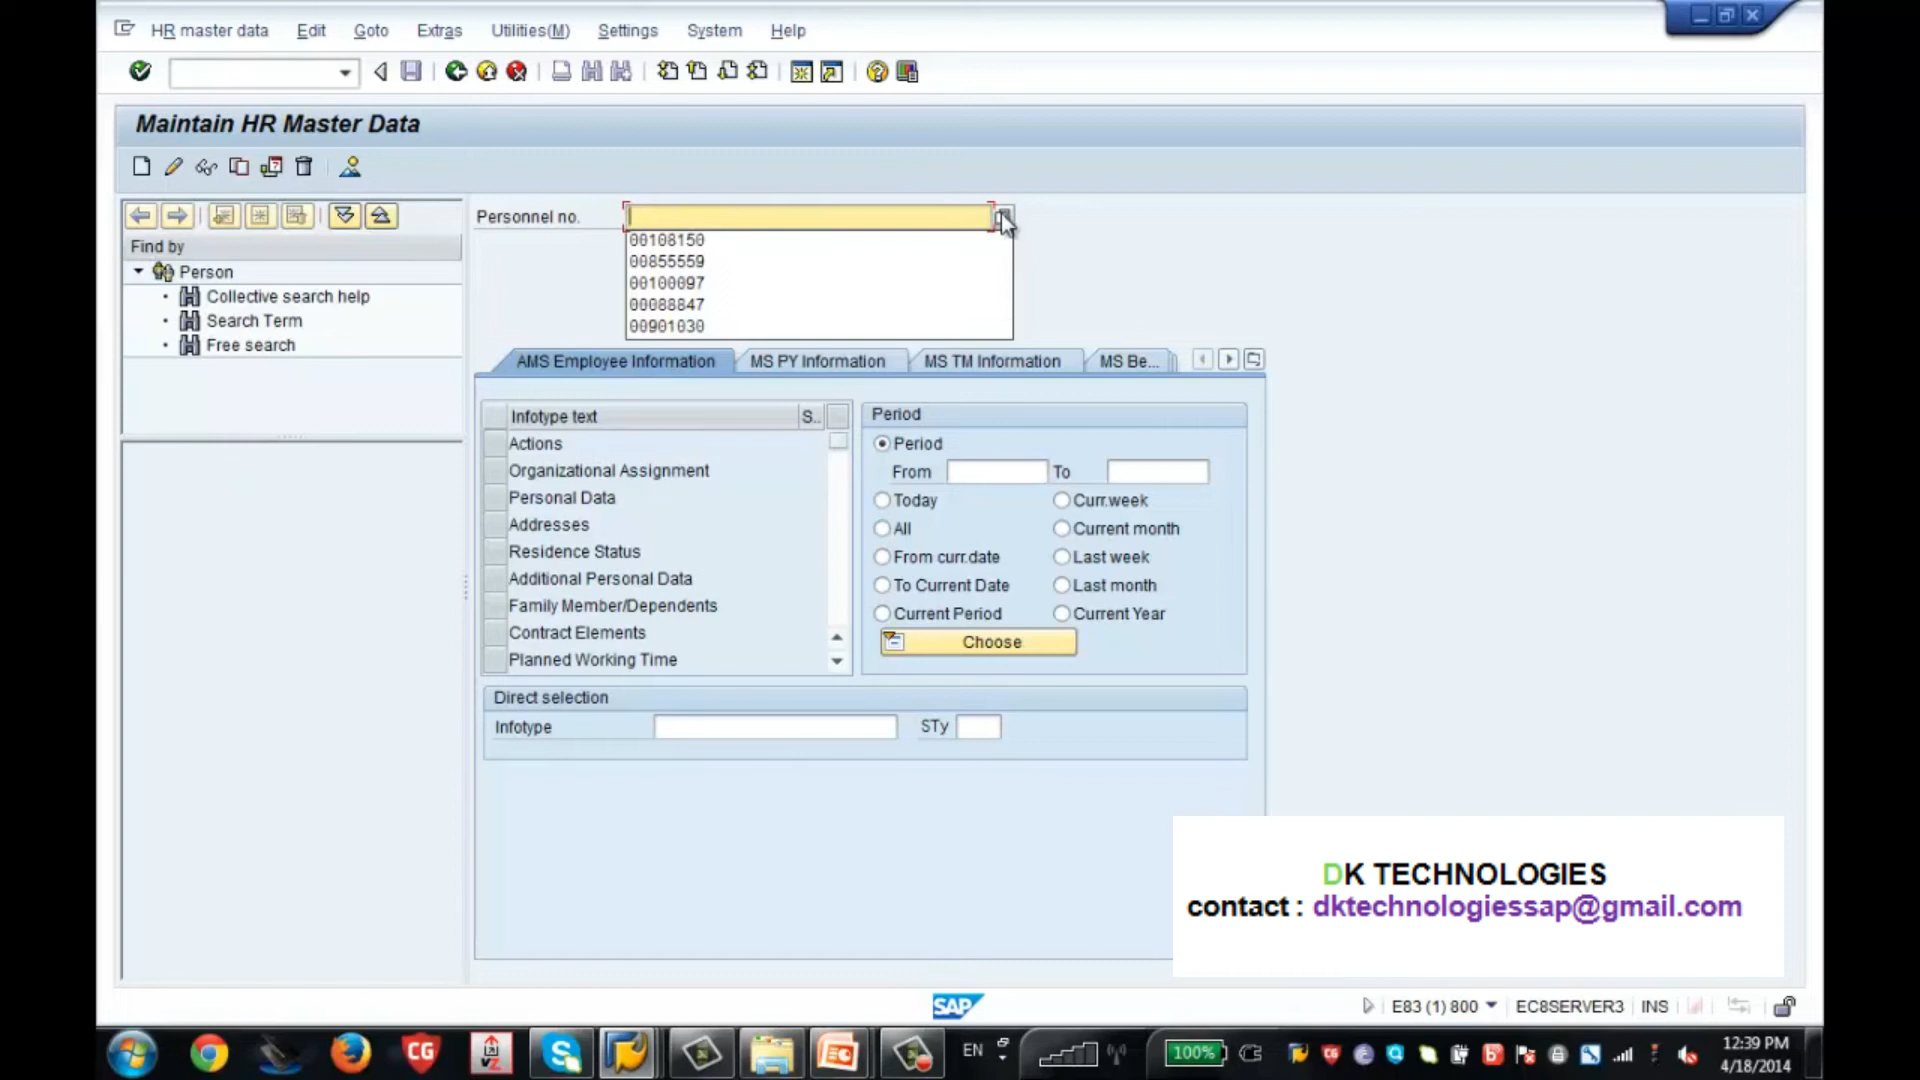 HR master data Edit Goto Extras Utilities(M) Settings System Help
Maintain HR Master Data
Find by
Person
Collective search help
Search Term
Free search
Personnel no.
00108150
00855559
00100097
00088847
00901030
AMS Employee Information MS PY Information MS TM Information MS Be...
Infotype text S..
Actions
Organizational Assignment
Personal Data
Addresses
Residence Status
Additional Personal Data
Family Member/Dependents
Contract Elements
Planned Working Time
Period
Period
From To
Today Curr.week
All Current month
From curr.date Last week
To Current Date Last month
Current Period Current Year
Choose
Direct selection
Infotype STy
DK TECHNOLOGIES
contact : dktechnologiessap@gmail.com
SAP E83 (1) 800 EC8SERVER3 INS
CG EN 100% 12:39 PM
4/18/2014